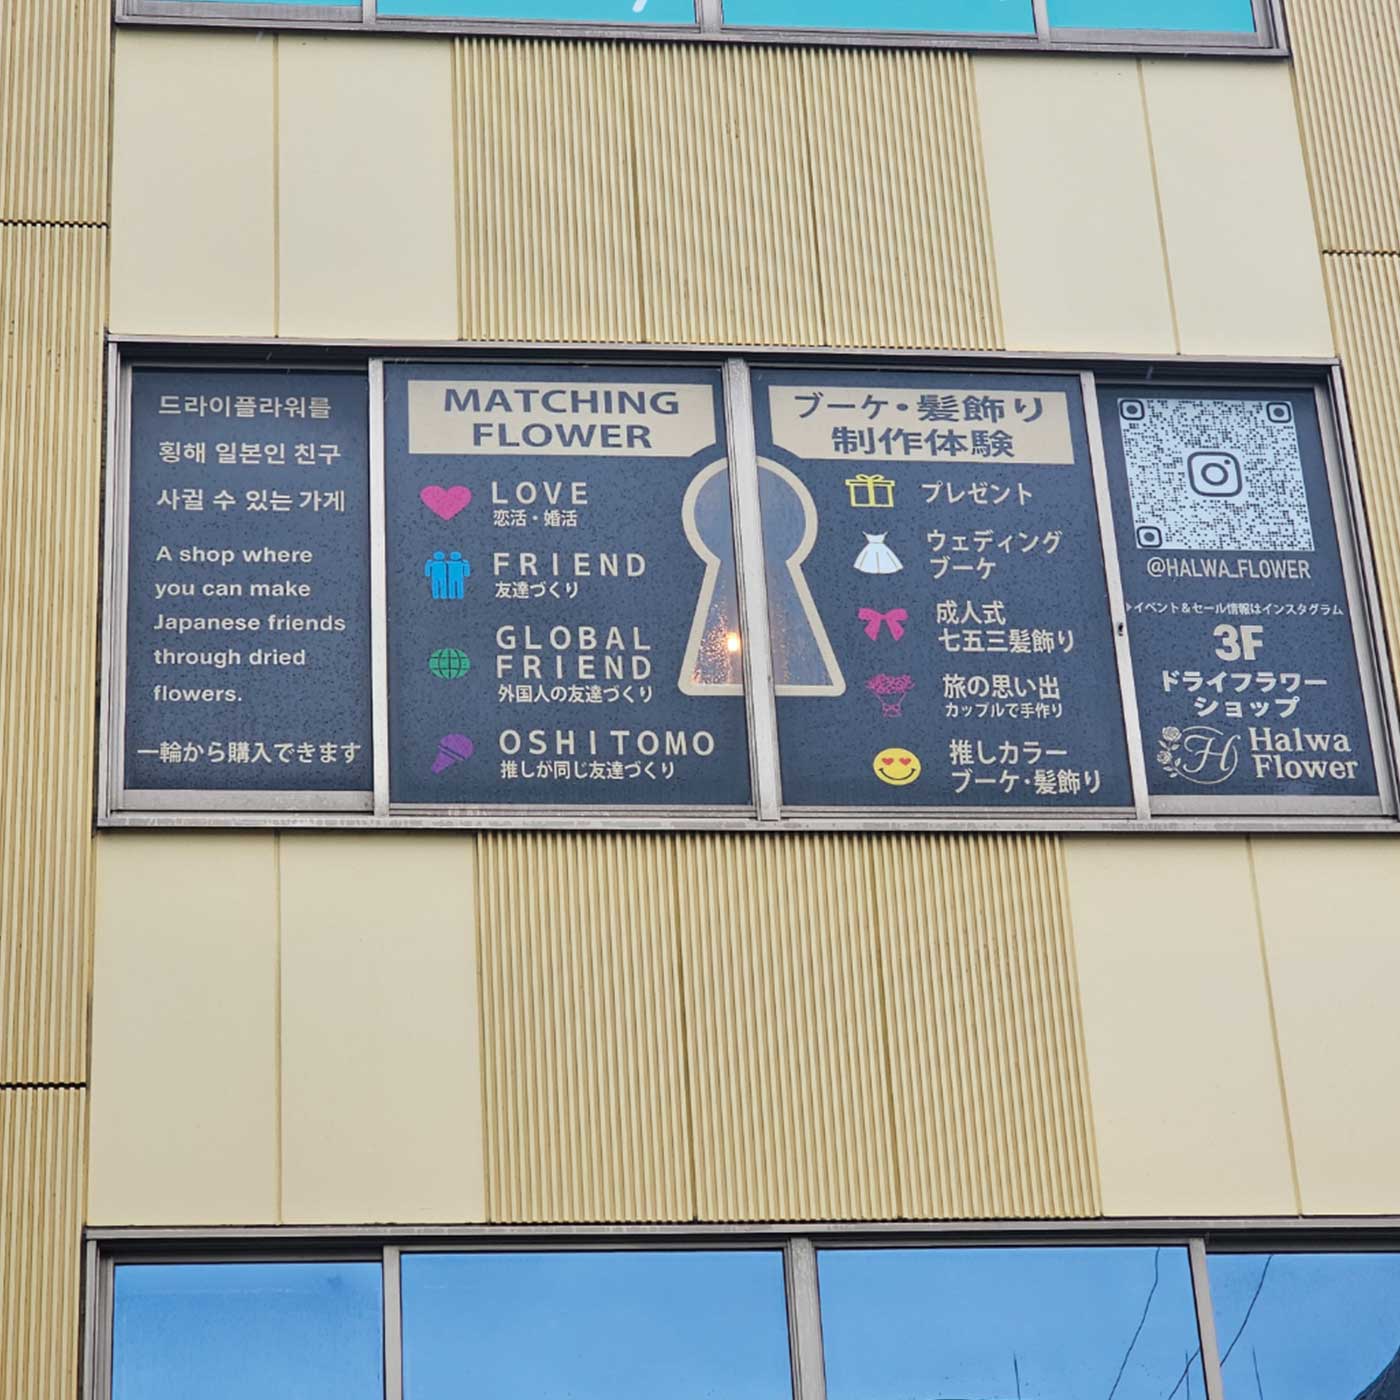 드라이플라워를
횡해 일본인 친구
사귈 수 있는 가게
A shop where
you can make
Japanese friends
through dried
flowers.
一輪から購入できます
MATCHING
FLOWER
LOVE
恋活・婚活
FRIEND
友達づくり
GLOBAL
FRIEND
外国人の友達づくり
OSHITOMO
推しが同じ友達づくり
ブーケ・髪飾り
制作体験
プレゼント
ウェディング
ブーケ
成人式
七五三髪飾り
旅の思い出
カップルで手作り
推しカラー
ブーケ・髪飾り
@HALWA_FLOWER
イベント＆セール情報はインスタグラム
3F
ドライフラワー
ショップ
H
Halwa
Flower